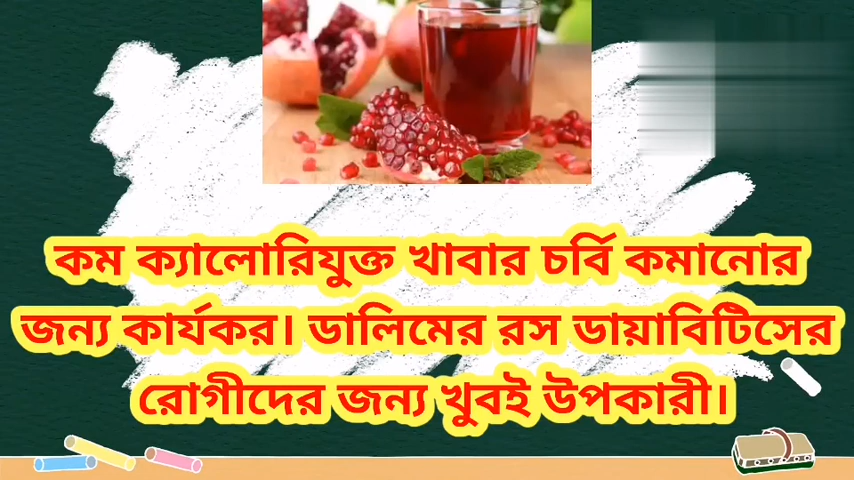 কম ক্যালোরিযুক্ত খাবার চর্বি কমানোর
জন্য কার্যকর। ডালিমের রস ডায়াবিটিসের
রোগীদের জন্য খুবই উপকারী।